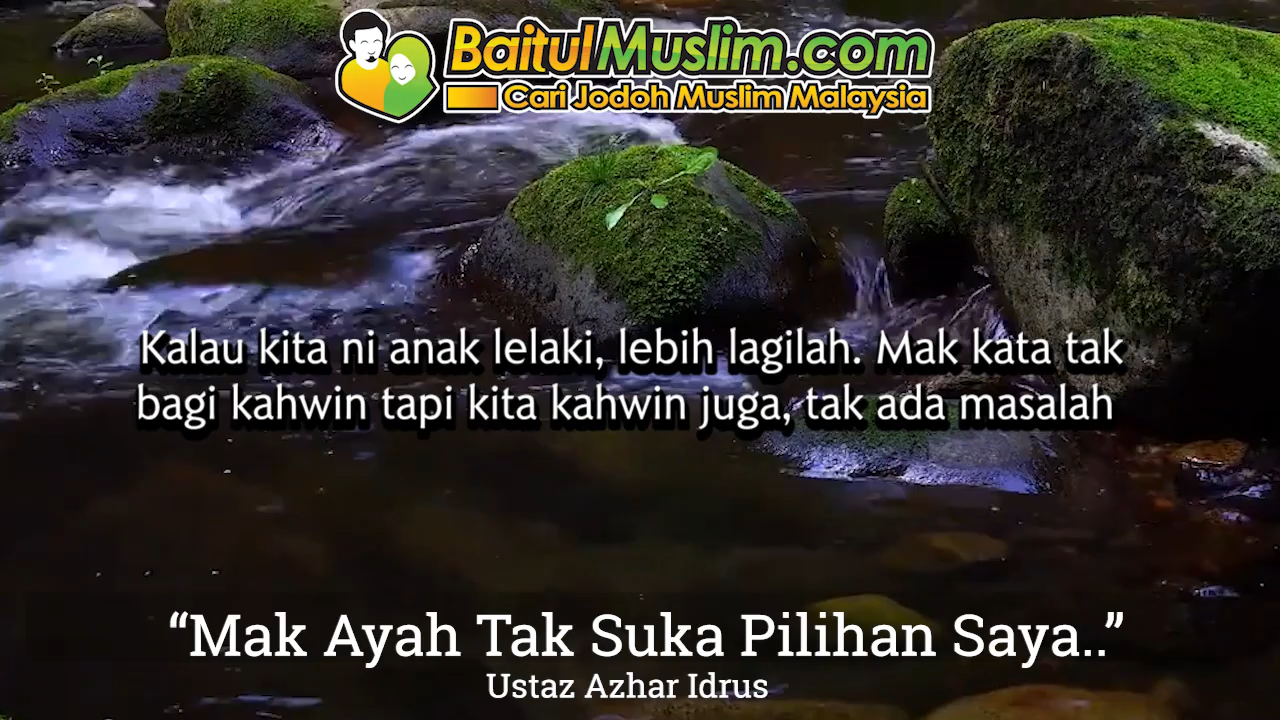 BaitulMuslim.com
Cari Jodoh Muslim Malaysia
Kalau kita ni anak lelaki, lebih lagilah. Mak kata tak
bagi kahwin tapi kita kahwin juga, tak ada masalah
“Mak Ayah Tak Suka Pilihan Saya..”
Ustaz Azhar Idrus